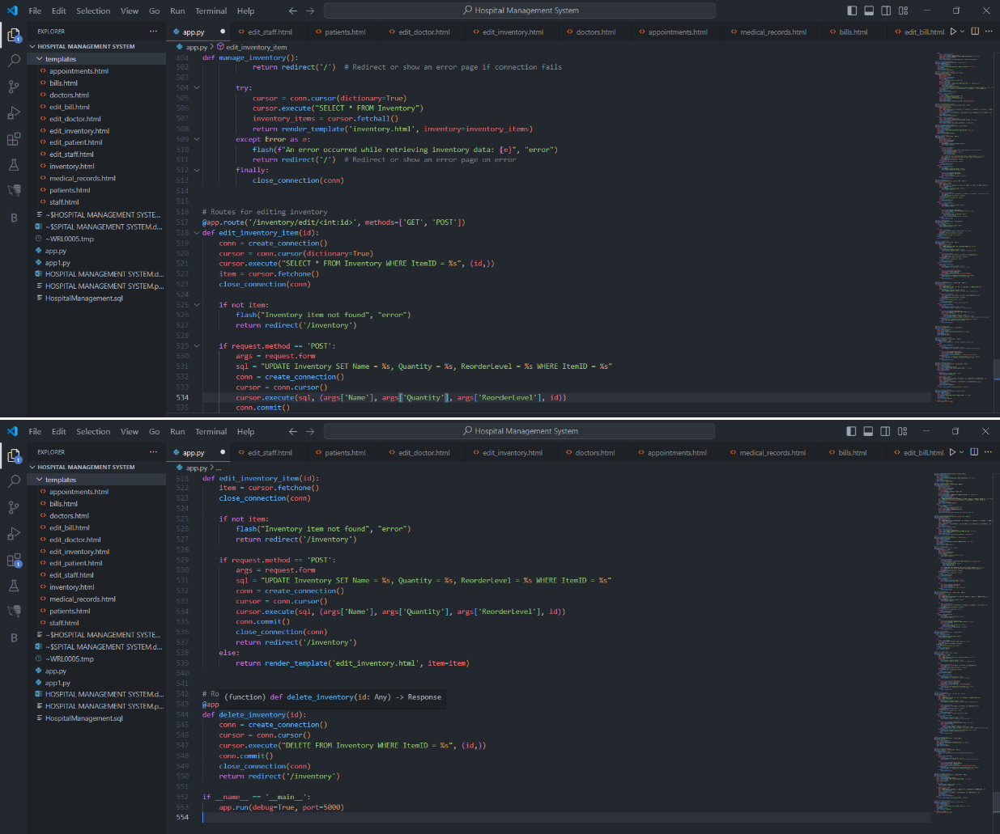 File Edit Selection View Go Run Terminal Help Hospital Management System
EXPLORER
app.py edit_staff.html patients.html edit_doctor.html edit_inventory.html doctors.html appointments.html medical_records.html bills.html edit_bill.html
HOSPITAL MANAGEMENT SYSTEM
templates
appointments.html
bills.html
doctors.html
edit_bill.html
edit_doctor.html
edit_inventory.html
edit_patient.html
edit_staff.html
inventory.html
medical_records.html
patients.html
staff.html
~$HOSPITAL MANAGEMENT SYSTE...
~$SPITAL MANAGEMENT SYSTEM.d...
~WRL0005.tmp
app.py
app1.py
HOSPITAL MANAGEMENT SYSTEM.d...
HOSPITAL MANAGEMENT SYSTEM.p...
HospitalManagement.sql
1
B
app.py > edit_inventory_item
494 def manage_inventory():
502 return redirect('/') # Redirect or show an error page if connection fails
503
504 try:
505 cursor = conn.cursor(dictionary=True)
506 cursor.execute("SELECT * FROM Inventory")
507 inventory_items = cursor.fetchall()
508 return render_template('inventory.html', inventory=inventory_items)
509 except Error as e:
510 flash(f"An error occurred while retrieving inventory data: {e}", "error")
511 return redirect('/') # Redirect or show an error page on error
512 finally:
513 close_connection(conn)
514
515
516 # Routes for editing inventory
517 @app.route('/inventory/edit/<int:id>', methods=['GET', 'POST'])
518 def edit_inventory_item(id):
519 conn = create_connection()
520 cursor = conn.cursor(dictionary=True)
521 cursor.execute("SELECT * FROM Inventory WHERE ItemID = %s", (id,))
522 item = cursor.fetchone()
523 close_connection(conn)
524
525 if not item:
526 flash("Inventory item not found", "error")
527 return redirect('/inventory')
528
529 if request.method == 'POST':
530 args = request.form
531 sql = "UPDATE Inventory SET Name = %s, Quantity = %s, ReorderLevel = %s WHERE ItemID = %s"
532 conn = create_connection()
533 cursor = conn.cursor()
534 cursor.execute(sql, (args['Name'], args['Quantity'], args['ReorderLevel'], id))
535 conn.commit()
File Edit Selection View Go Run Terminal Help Hospital Management System
EXPLORER
app.py edit_staff.html patients.html edit_doctor.html edit_inventory.html doctors.html appointments.html medical_records.html bills.html edit_bill.html
HOSPITAL MANAGEMENT SYSTEM
templates
appointments.html
bills.html
doctors.html
edit_bill.html
edit_doctor.html
edit_inventory.html
edit_patient.html
edit_staff.html
inventory.html
medical_records.html
patients.html
staff.html
~$HOSPITAL MANAGEMENT SYSTE...
~$SPITAL MANAGEMENT SYSTEM.d...
~WRL0005.tmp
app.py
app1.py
HOSPITAL MANAGEMENT SYSTEM.d...
HOSPITAL MANAGEMENT SYSTEM.p...
HospitalManagement.sql
1
1
B
app.py > ...
518 def edit_inventory_item(id):
522 item = cursor.fetchone()
523 close_connection(conn)
524
525 if not item:
526 flash("Inventory item not found", "error")
527 return redirect('/inventory')
528
529 if request.method == 'POST':
530 args = request.form
531 sql = "UPDATE Inventory SET Name = %s, Quantity = %s, ReorderLevel = %s WHERE ItemID = %s"
532 conn = create_connection()
533 cursor = conn.cursor()
534 cursor.execute(sql, (args['Name'], args['Quantity'], args['ReorderLevel'], id))
535 conn.commit()
536 close_connection(conn)
537 return redirect('/inventory')
538 else:
539 return render_template('edit_inventory.html', item=item)
540
541
542 # Ro
(function) def delete_inventory(id: Any) -> Response
543 @app
544 def delete_inventory(id):
545 conn = create_connection()
546 cursor = conn.cursor()
547 cursor.execute("DELETE FROM Inventory WHERE ItemID = %s", (id,))
548 conn.commit()
549 close_connection(conn)
550 return redirect('/inventory')
551
552 if __name__ == '__main__':
553 app.run(debug=True, port=5000)
554